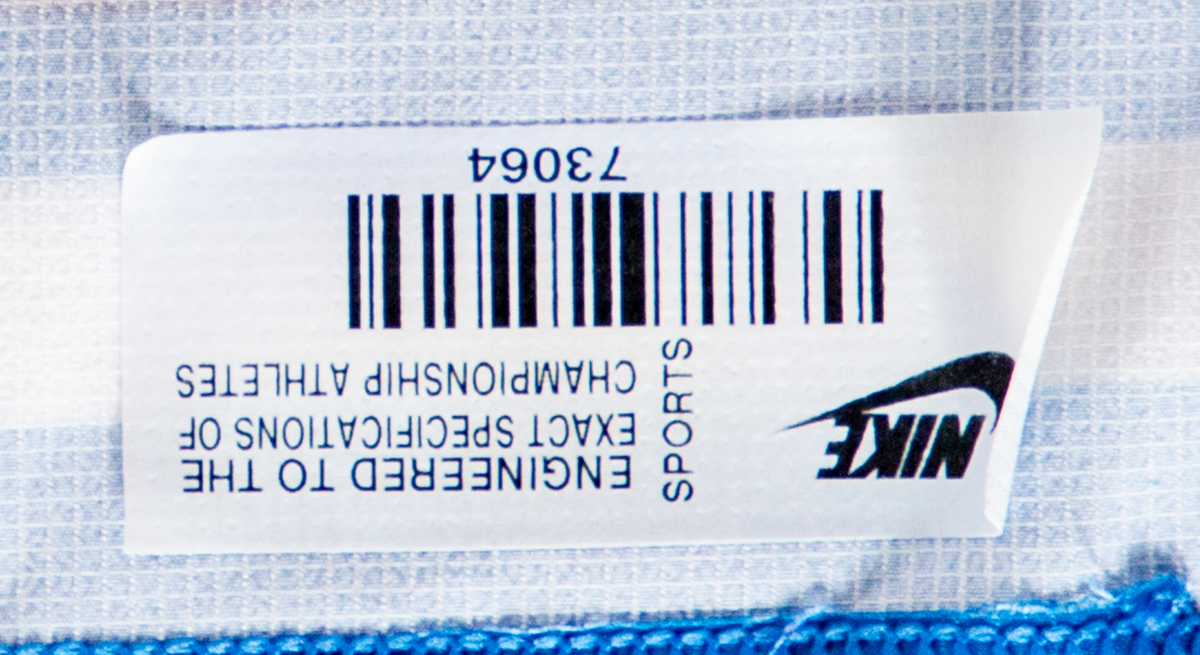 NIKE
SPORTS
ENGINEERED TO THE
EXACT SPECIFICATIONS OF
CHAMPIONSHIP ATHLETES
73064